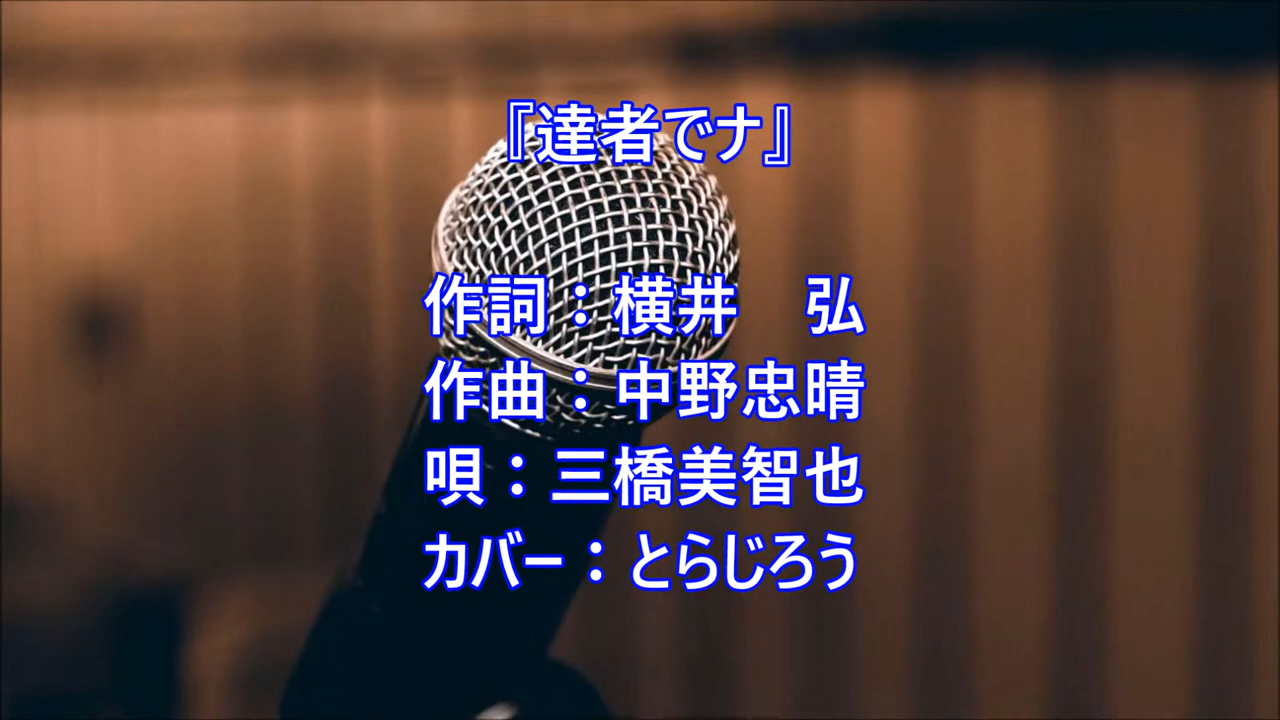 『達者でナ』
作詞：横井　弘
作曲：中野忠晴
唄：三橋美智也
カバー：とらじろう